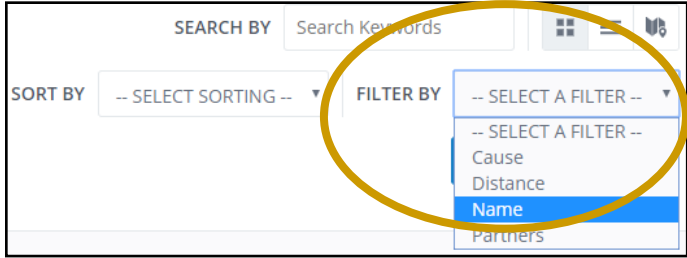 SEARCH BY Search Keywords
SORT BY -- SELECT SORTING -- FILTER BY -- SELECT A FILTER --
-- SELECT A FILTER --
Cause
Distance
Name
Partners